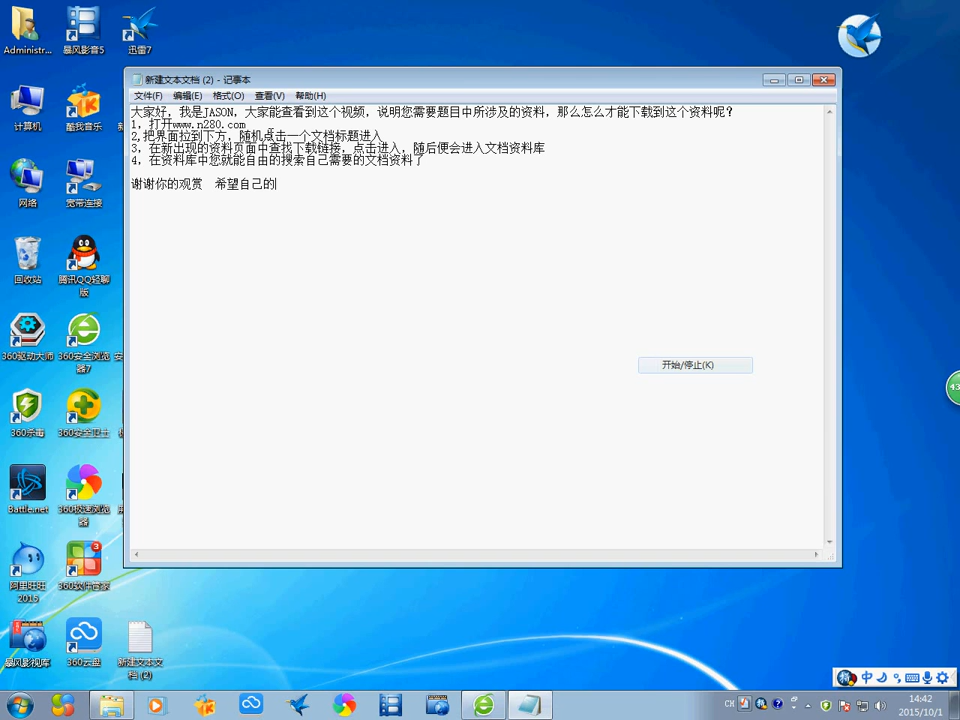 Administr...
暴风影音5
迅雷7
新建文本文档 (2) - 记事本
文件(F) 编辑(E) 格式(O) 查看(V) 帮助(H)
大家好，我是JASON，大家能查看到这个视频，说明您需要题目中所涉及的资料，那么怎么才能下载到这个资料呢？
1，打开www.n280.com
2,把界面拉到下方，随机点击一个文档标题进入
3，在新出现的资料页面中查找下载链接，点击进入，随后便会进入文档资料库
4，在资料库中您就能自由的搜索自己需要的文档资料了
谢谢你的观赏 希望自己的
开始/停止(K)
计算机
酷我音乐
网络
宽带连接
回收站
腾讯QQ轻聊版
360驱动大师
360安全浏览器7
360杀毒
360安全卫士
Battle.net
360极速浏览器
阿里旺旺2015
360软件管家
3
暴风影视库
360云盘
新建文本文档 (2)
43
中
CH
14:42
2015/10/1